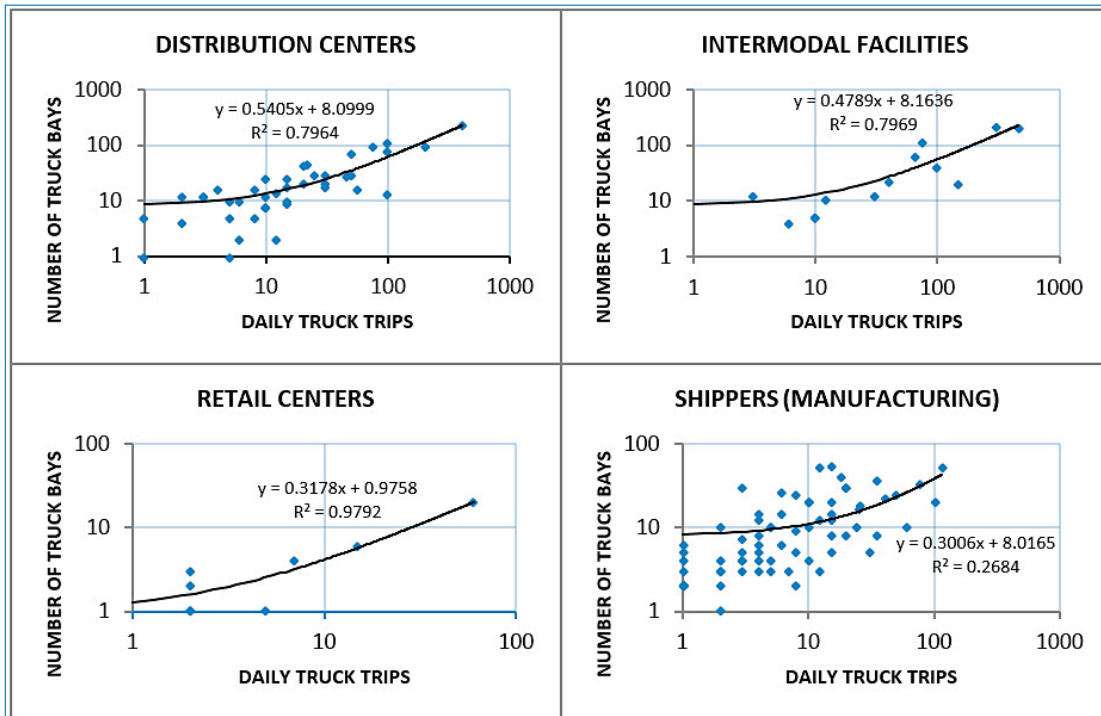 DISTRIBUTION CENTERS
NUMBER OF TRUCK BAYS
1000
100
10
1
y = 0.5405x + 8.0999
R² = 0.7964
1 10 100 1000
DAILY TRUCK TRIPS
INTERMODAL FACILITIES
NUMBER OF TRUCK BAYS
1000
100
10
1
y = 0.4789x + 8.1636
R² = 0.7969
1 10 100 1000
DAILY TRUCK TRIPS
RETAIL CENTERS
NUMBER OF TRUCK BAYS
100
10
1
y = 0.3178x + 0.9758
R² = 0.9792
1 10 100
DAILY TRUCK TRIPS
SHIPPERS (MANUFACTURING)
NUMBER OF TRUCK BAYS
100
10
1
y = 0.3006x + 8.0165
R² = 0.2684
1 10 100 1000
DAILY TRUCK TRIPS